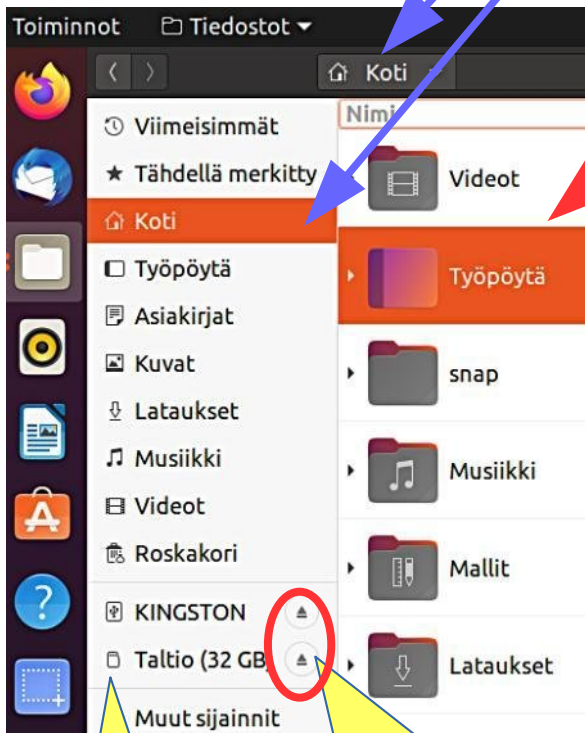 Toiminnot Tiedostot
Koti
Viimeisimmät
Tähdellä merkitty
Koti
Työpöytä
Asiakirjat
Kuvat
Lataukset
Musiikki
Videot
Roskakori
KINGSTON
Taltio (32 GB)
Muut sijainnit
Nimi
Videot
Työpöytä
snap
Musiikki
Mallit
Lataukset